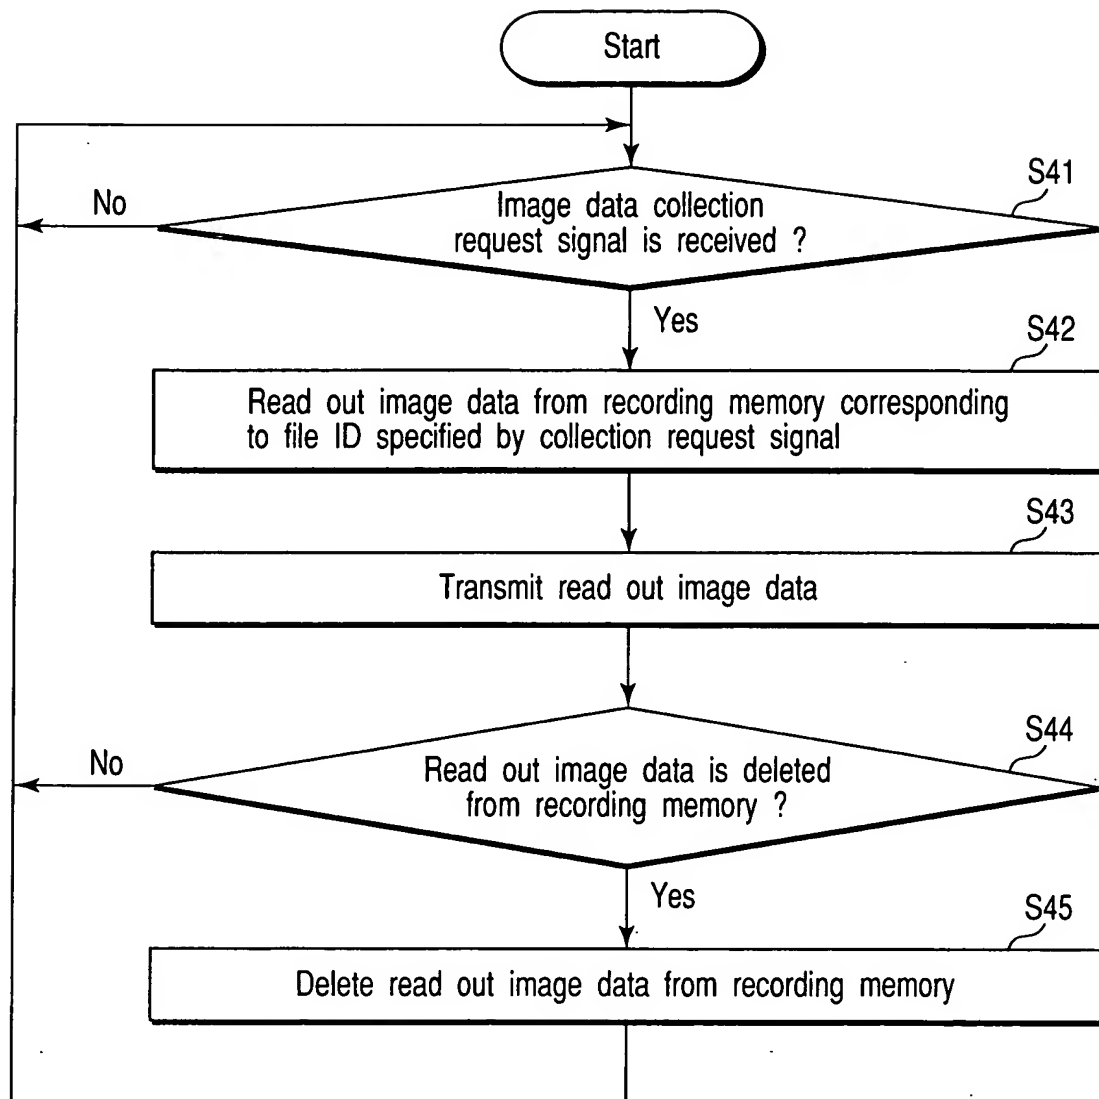 Start
S41
No
Image data collection
request signal is received ?
Yes
S42
Read out image data from recording memory corresponding
to file ID specified by collection request signal
S43
Transmit read out image data
S44
No
Read out image data is deleted
from recording memory ?
Yes
S45
Delete read out image data from recording memory